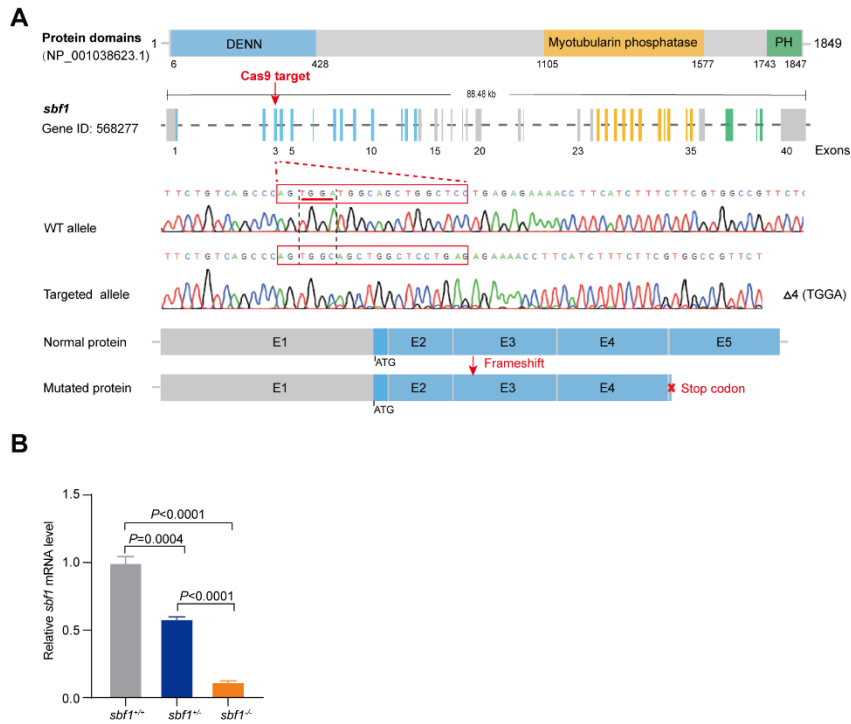 A
Protein domains
(NP_001038623.1)
1
DENN
Myotubularin phosphatase
PH
1849
6
428
1105
1577
1743
1847
Cas9 target
88.48 kb
sbf1
Gene ID: 568277
1
3
5
10
15
20
23
35
40
Exons
TTCTGTCAGCCCAGTGGATGGCAGCTGGCTCCTGAGAGAAAACCTTCATCTTTCTTCGTGGCCGTTCTC
WT allele
TTCTGTCAGCCCAGTGGCAGCTGGCTCCTGAGAGAAAACCTTCATCTTTCTTCGTGGCCGTTCT
Targeted allele
Δ4 (TGGA)
Normal protein
E1
E2
E3
E4
E5
ATG
Frameshift
Mutated protein
E1
E2
E3
E4
Stop codon
ATG
B
Relative sbf1 mRNA level
1.5
1.0
0.5
0.0
P<0.0001
P=0.0004
P<0.0001
sbf1+/+
sbf1+/-
sbf1-/-